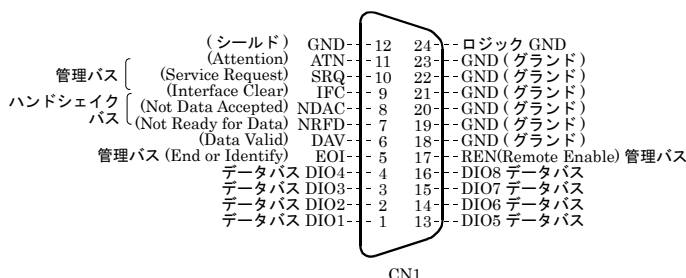 (シールド) GND 12 24 ロジック GND
(Attention) ATN 11 23 GND (グランド)
管理バス (Service Request) SRQ 10 22 GND (グランド)
(Interface Clear) IFC 9 21 GND (グランド)
ハンドシェイクバス (Not Data Accepted) NDAC 8 20 GND (グランド)
(Not Ready for Data) NRFD 7 19 GND (グランド)
(Data Valid) DAV 6 18 GND (グランド)
管理バス (End or Identify) EOI 5 17 REN(Remote Enable) 管理バス
データバス DIO4 4 16 DIO8 データバス
データバス DIO3 3 15 DIO7 データバス
データバス DIO2 2 14 DIO6 データバス
データバス DIO1 1 13 DIO5 データバス
CN1